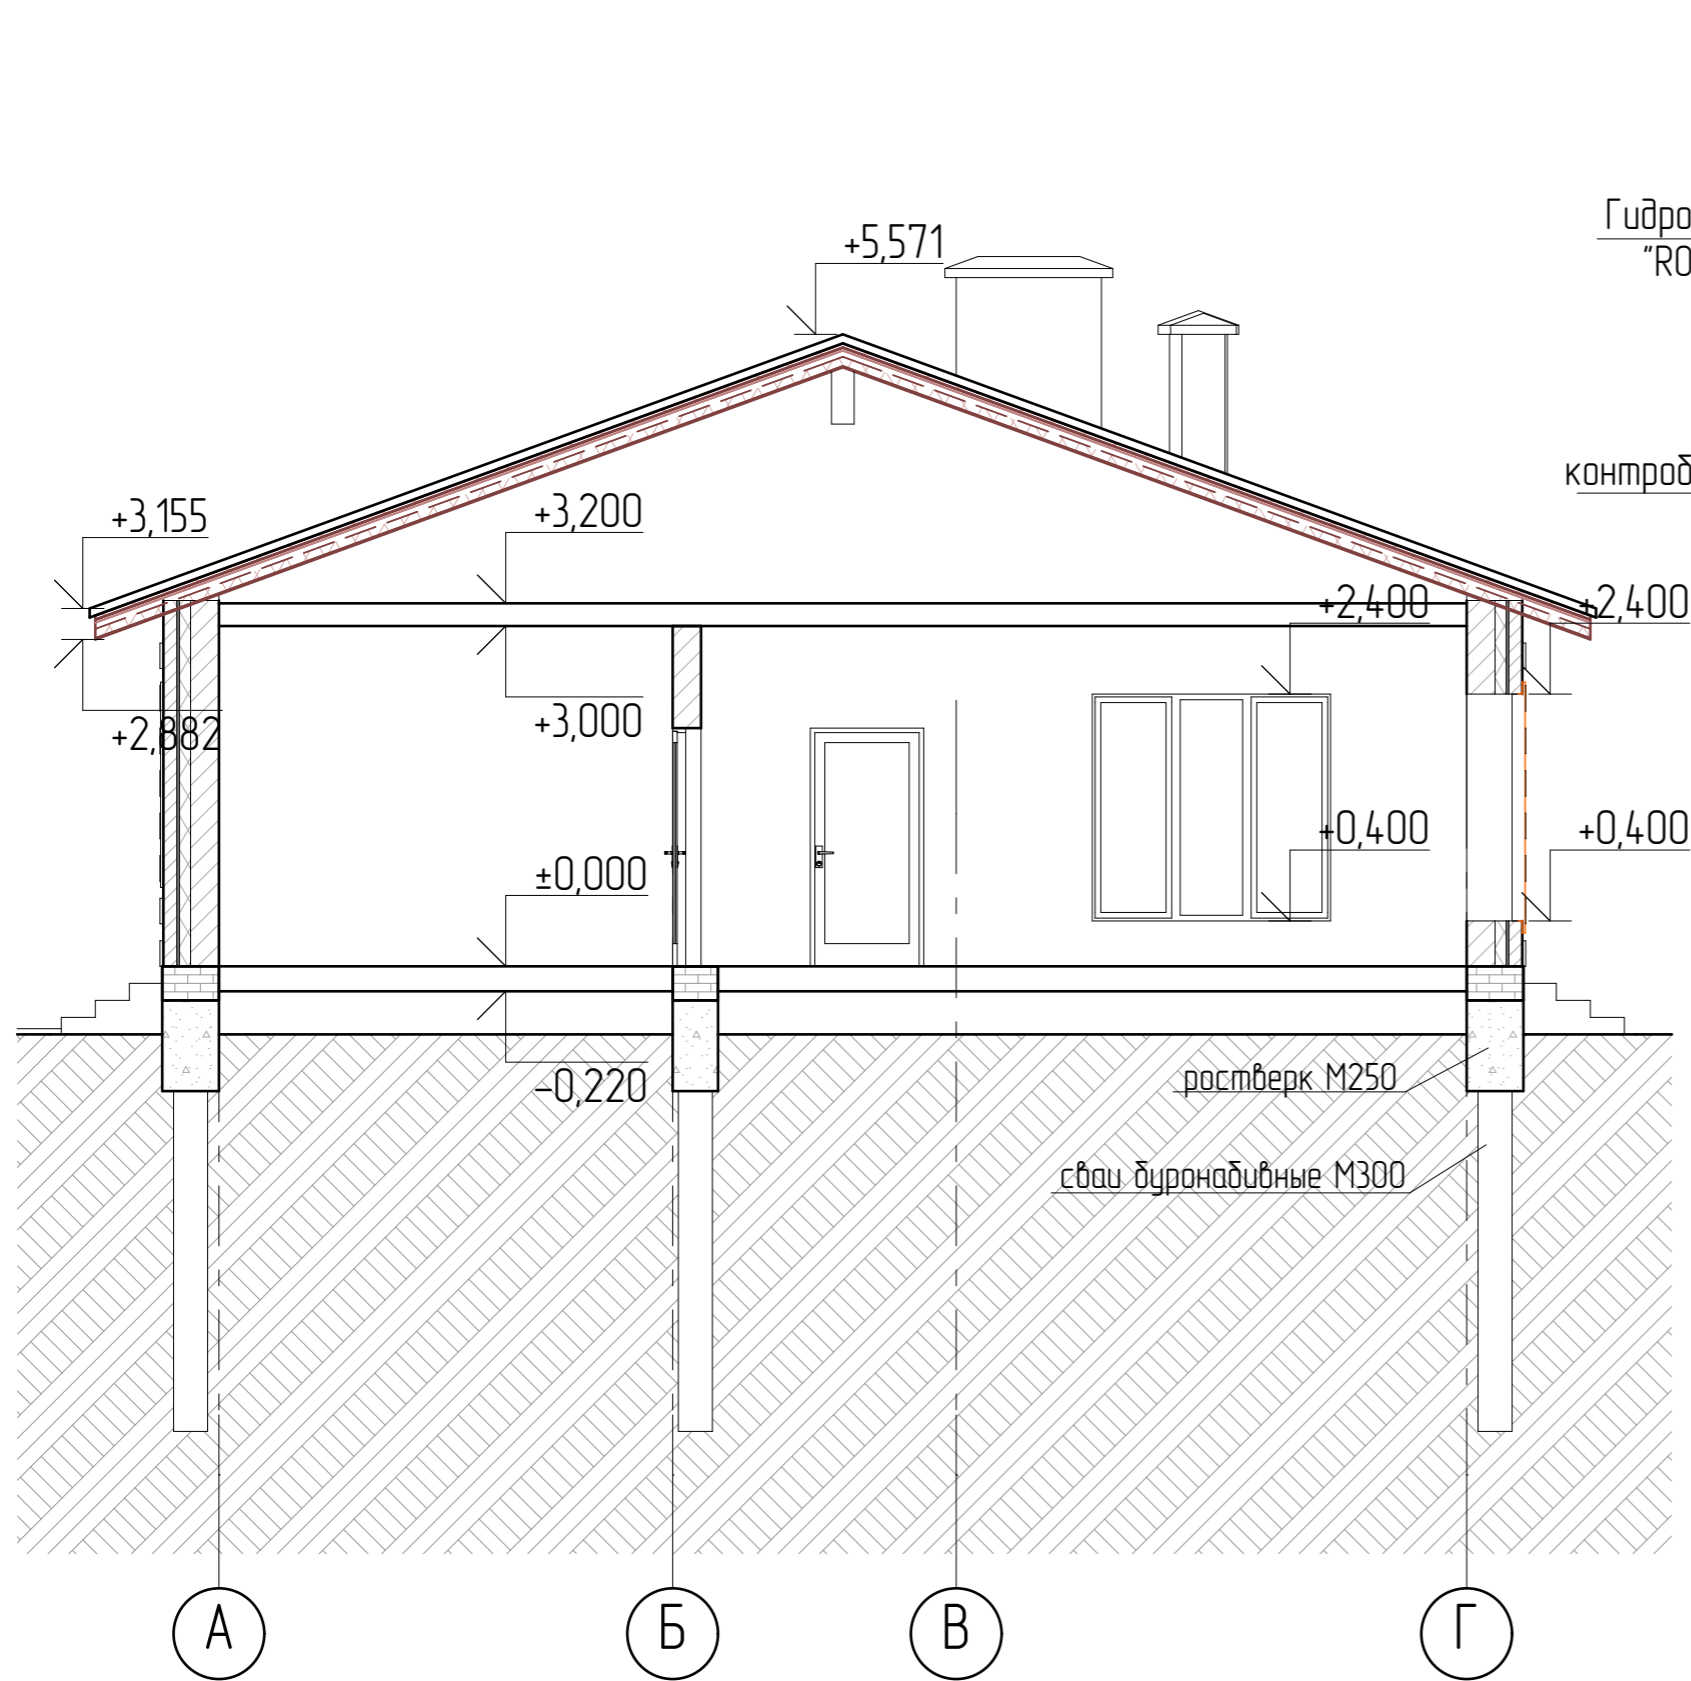 Гидро
"RO
+5,571
контроб
+3,155
+3,200
+2,400
+2,400
+2,882
+3,000
+0,400
+0,400
±0,000
-0,220
ростверк М250
сваи буронабивные М300
А
Б
В
Г